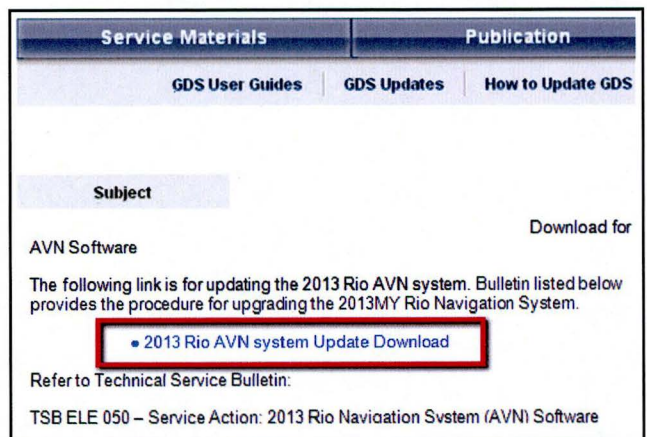 Service Materials Publication
GDS User Guides GDS Updates How to Update GDS
Subject
Download for
AVN Software
The following link is for updating the 2013 Rio AVN system. Bulletin listed below
provides the procedure for upgrading the 2013MY Rio Navigation System.
• 2013 Rio AVN system Update Download
Refer to Technical Service Bulletin:
TSB ELE 050 – Service Action: 2013 Rio Navigation System (AVN) Software